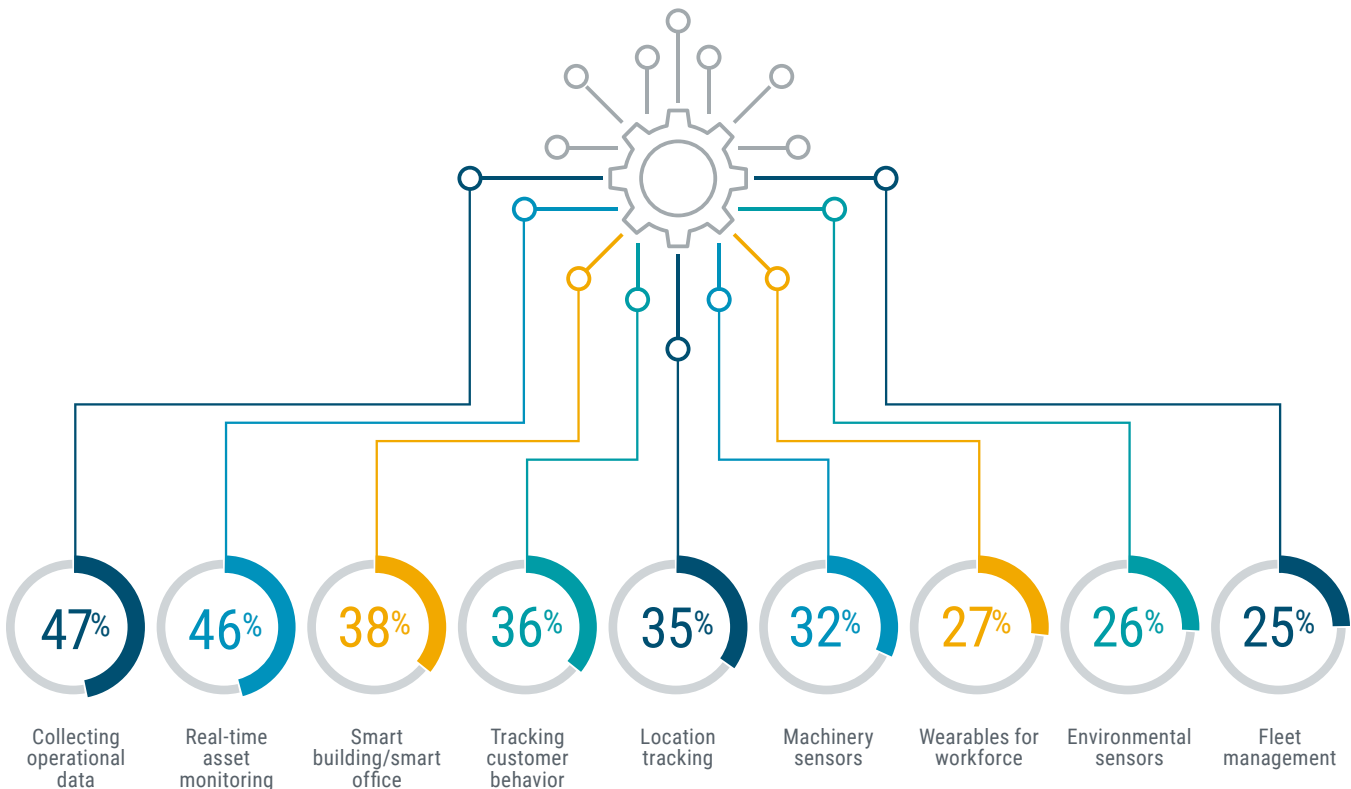 47%
46%
38%
36%
35%
32%
27%
26%
25%
Collecting
operational
data
Real-time
asset
monitoring
Smart
building/smart
office
Tracking
customer
behavior
Location
tracking
Machinery
sensors
Wearables for
workforce
Environmental
sensors
Fleet
management